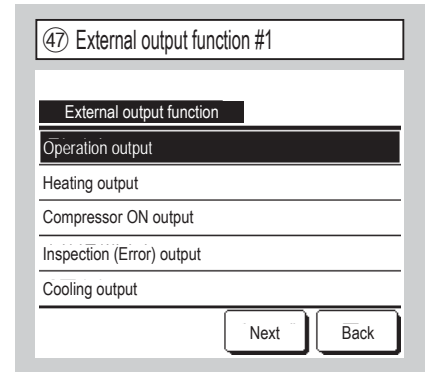 ㊼ External output function #1
External output function
Operation output
Heating output
Compressor ON output
Inspection (Error) output
Cooling output
Next Back